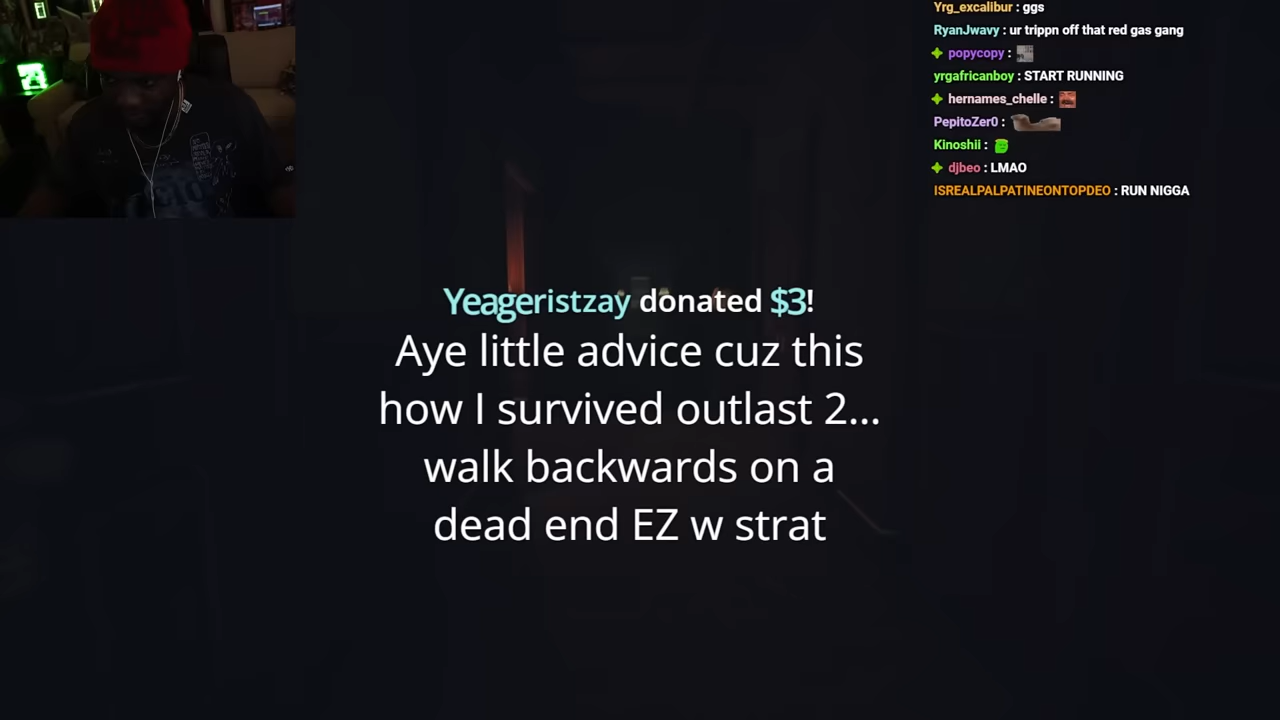 Yrg_excalibur : ggs
RyanJwavy : ur trippn off that red gas gang
popycopy :
yrgafricanboy : START RUNNING
hernames_chelle :
PepitoZer0 :
Kinoshii :
djbeo : LMAO
ISREALPALPATINEONTOPDEO : RUN NIGGA
Yeageristzay donated $3!
Aye little advice cuz this
how I survived outlast 2...
walk backwards on a
dead end EZ w strat